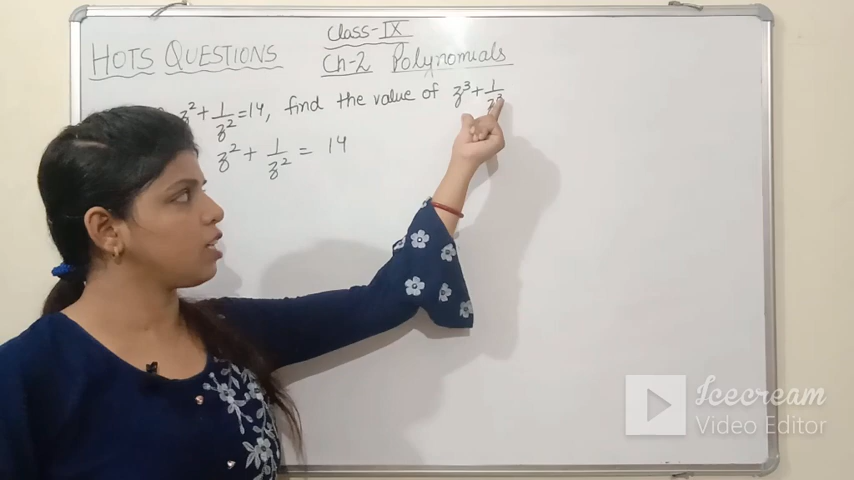 Class-IX
HOTS QUESTIONS
Ch-2 Polynomials
z²+1/z²=14, find the value of z³+1/z³
z² + 1/z² = 14
Icecream
Video Editor